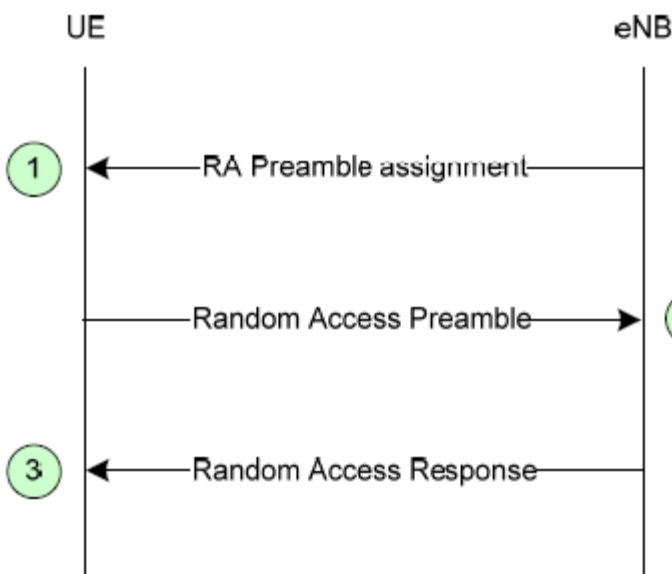 UE
eNB
1
RA Preamble assignment
Random Access Preamble
3
Random Access Response